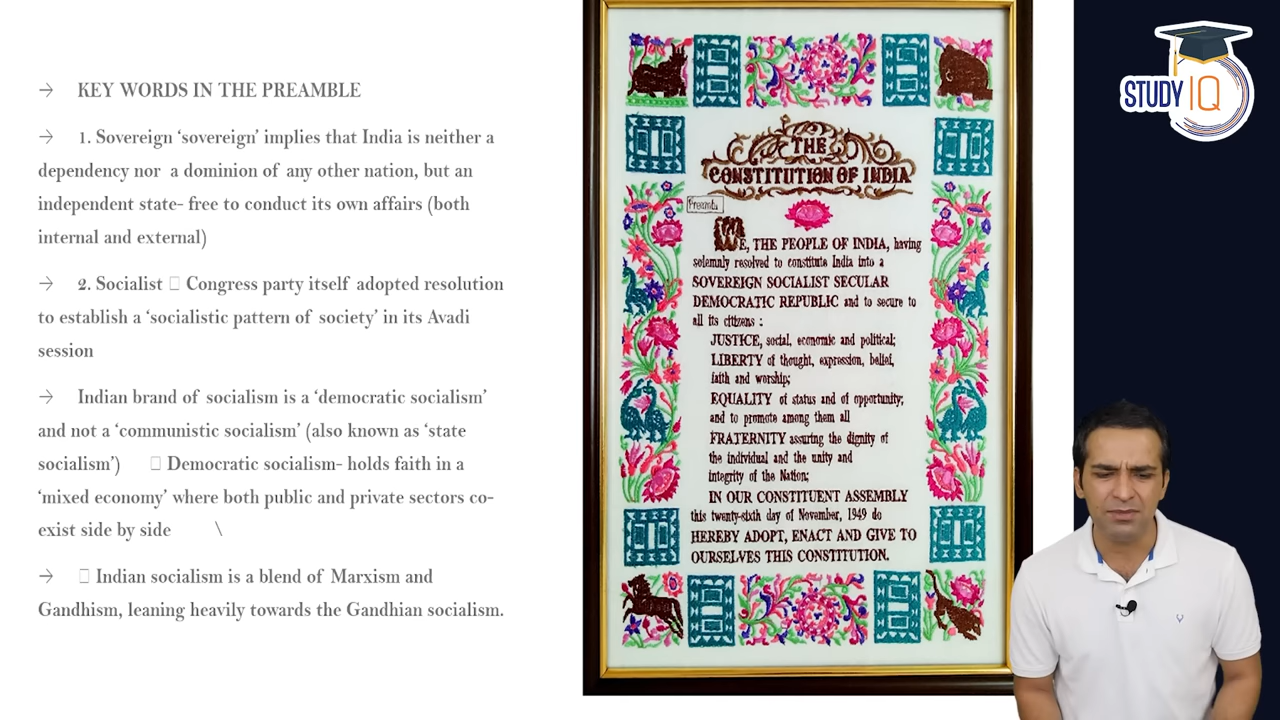 → KEY WORDS IN THE PREAMBLE
→ 1. Sovereign ‘sovereign’ implies that India is neither a
dependency nor a dominion of any other nation, but an
independent state- free to conduct its own affairs (both
internal and external)
→ 2. Socialist Congress party itself adopted resolution
to establish a ‘socialistic pattern of society’ in its Avadi
session
→ Indian brand of socialism is a ‘democratic socialism’
and not a ‘communistic socialism’ (also known as ‘state
socialism’) Democratic socialism- holds faith in a
‘mixed economy’ where both public and private sectors co-
exist side by side \
→ Indian socialism is a blend of Marxism and
Gandhism, leaning heavily towards the Gandhian socialism.
THE
CONSTITUTION OF INDIA
WE, THE PEOPLE OF INDIA, having
solemnly resolved to constitute India into a
SOVEREIGN SOCIALIST SECULAR
DEMOCRATIC REPUBLIC and to secure to
all its citizens :
JUSTICE, social, economic and political;
LIBERTY of thought, expression, belief,
faith and worship;
EQUALITY of status and of opportunity;
and to promote among them all
FRATERNITY assuring the dignity of
the individual and the unity and
integrity of the Nation;
IN OUR CONSTITUENT ASSEMBLY
this twenty-sixth day of November, 1949 do
HEREBY ADOPT, ENACT AND GIVE TO
OURSELVES THIS CONSTITUTION.
STUDY IQ